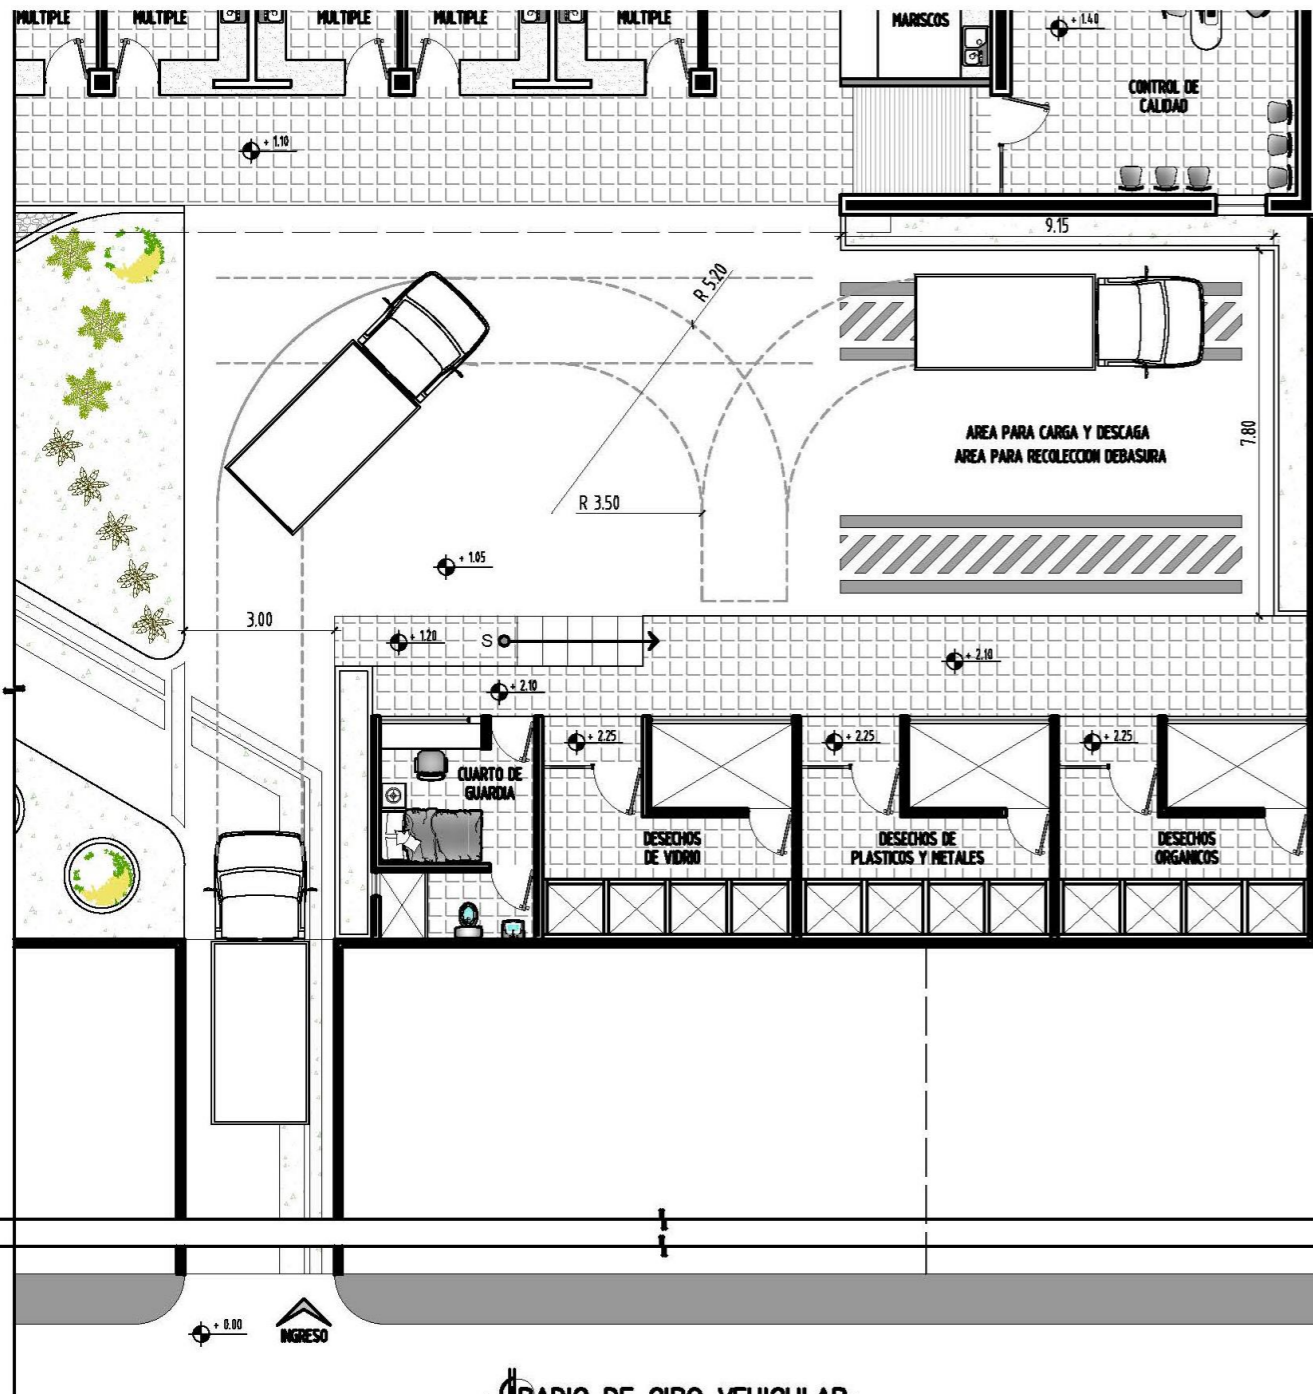 MULTIPLE
MULTIPLE
MULTIPLE
MULTIPLE
MULTIPLE
MARISCOS
+ 1.40
CONTROL DE
CALIDAD
+ 1.10
9.15
R 5.20
AREA PARA CARGA Y DESCAGA
AREA PARA RECOLECCION DEBASURA
7.80
R 3.50
+ 1.05
3.00
+ 1.20
S
+ 2.10
+ 2.10
+ 2.25
+ 2.25
+ 2.25
CUARTO DE
GUARDIA
DESECHOS
DE VIDRIO
DESECHOS DE
PLASTICOS Y METALES
DESECHOS
ORGANICOS
+ 0.00
INGRESO
RADIO DE GIRO VEHICULAR